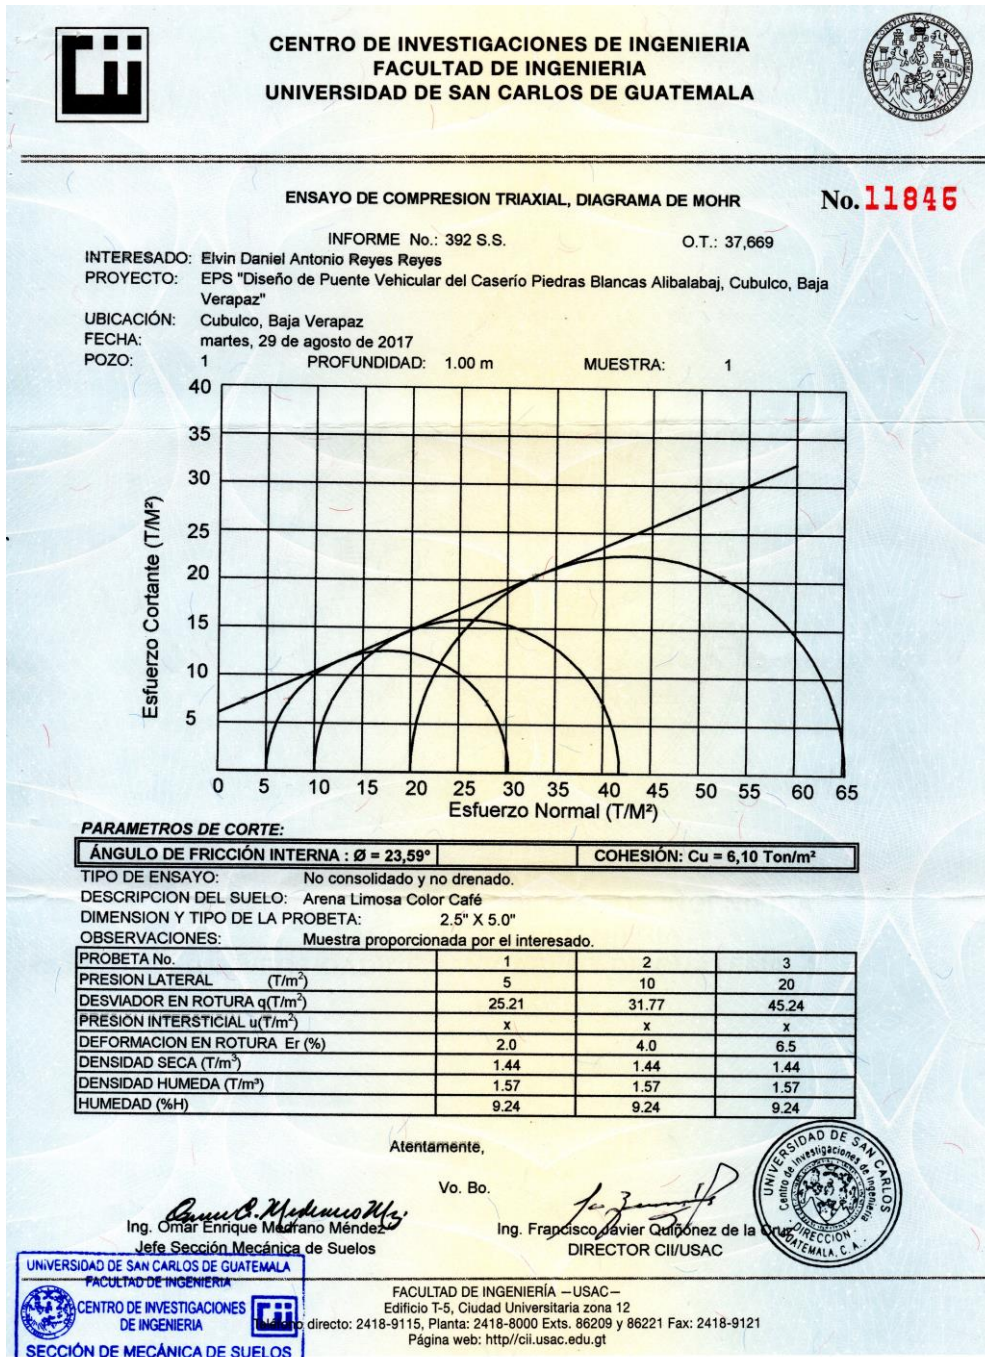 CENTRO DE INVESTIGACIONES DE INGENIERIA
FACULTAD DE INGENIERIA
UNIVERSIDAD DE SAN CARLOS DE GUATEMALA
ENSAYO DE COMPRESION TRIAXIAL, DIAGRAMA DE MOHR No. 11846
INFORME No.: 392 S.S. O.T.: 37,669
INTERESADO: Elvin Daniel Antonio Reyes Reyes
PROYECTO: EPS "Diseño de Puente Vehicular del Caserío Piedras Blancas Alibalabaj, Cubulco, Baja
Verapaz"
UBICACIÓN: Cubulco, Baja Verapaz
FECHA: martes, 29 de agosto de 2017
POZO: 1 PROFUNDIDAD: 1.00 m MUESTRA: 1
40
35
30
25
20
15
10
5
Esfuerzo Cortante (T/M²)
0 5 10 15 20 25 30 35 40 45 50 55 60 65
Esfuerzo Normal (T/M²)
PARAMETROS DE CORTE:
ÁNGULO DE FRICCIÓN INTERNA : Ø = 23,59° COHESIÓN: Cu = 6,10 Ton/m²
TIPO DE ENSAYO: No consolidado y no drenado.
DESCRIPCION DEL SUELO: Arena Limosa Color Café
DIMENSION Y TIPO DE LA PROBETA: 2.5" X 5.0"
OBSERVACIONES: Muestra proporcionada por el interesado.
PROBETA No. 1 2 3
PRESION LATERAL (T/m²) 5 10 20
DESVIADOR EN ROTURA q(T/m²) 25.21 31.77 45.24
PRESION INTERSTICIAL u(T/m²) x x x
DEFORMACION EN ROTURA Er (%) 2.0 4.0 6.5
DENSIDAD SECA (T/m³) 1.44 1.44 1.44
DENSIDAD HUMEDA (T/m³) 1.57 1.57 1.57
HUMEDAD (%H) 9.24 9.24 9.24
Atentamente,
Vo. Bo.
Ing. Omar Enrique Medrano Méndez
Jefe Sección Mecánica de Suelos
Ing. Francisco Javier Quiñónez de la Cruz
DIRECTOR CII/USAC
UNIVERSIDAD DE SAN CARLOS
Centro de Investigaciones de Ingeniería
DIRECCION
GUATEMALA, C. A.
UNIVERSIDAD DE SAN CARLOS DE GUATEMALA
FACULTAD DE INGENIERIA
CENTRO DE INVESTIGACIONES
DE INGENIERIA
SECCIÓN DE MECÁNICA DE SUELOS
FACULTAD DE INGENIERÍA —USAC—
Edificio T-5, Ciudad Universitaria zona 12
Teléfono directo: 2418-9115, Planta: 2418-8000 Exts. 86209 y 86221 Fax: 2418-9121
Página web: http//cii.usac.edu.gt